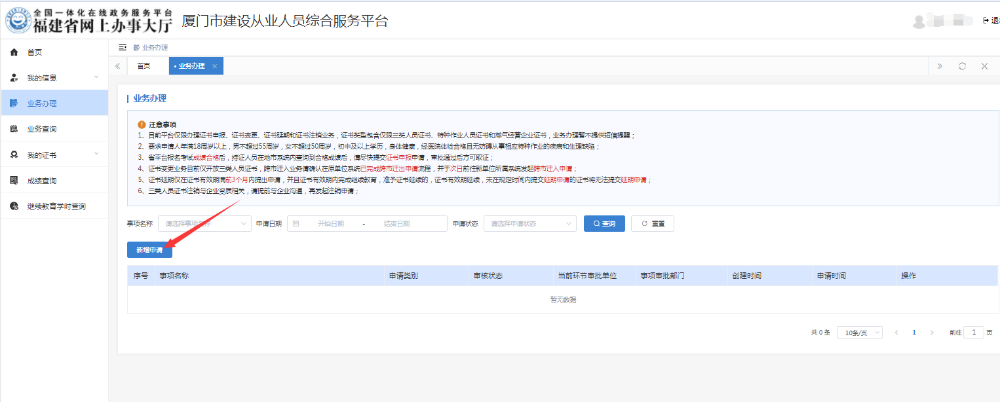 全国一体化在线政务服务平台
福建省网上办事大厅
厦门市建设从业人员综合服务平台
退
首页
我的信息
业务办理
业务查询
我的证书
成绩查询
继续教育学时查询
业务办理
首页
• 业务办理 ×
业务办理
注意事项
1、目前平台仅限办理证书申报、证书变更、证书延期和证书注销业务，证书类型包含仅限三类人员证书、特种作业人员证书和燃气经营企业证书，业务办理暂不提供短信提醒；
2、要求申请人年满18周岁以上，男不超过55周岁，女不超过50周岁，初中及以上学历，身体健康，经医院体检合格且无妨碍从事相应特种作业的疾病和生理缺陷；
3、省平台报名考试成绩合格后，持证人员在地市系统内查询到合格成绩后，请尽快提交证书申报申请，审批通过后方可取证；
4、证书变更业务目前仅开放三类人员证书，跨市迁入业务请确认在原单位系统已完成跨市迁出申请流程，并于次日前往新单位所属系统发起跨市迁入申请；
5、证书延期仅在证书有效期满前3个月内提出申请，并且证书有效期内完成继续教育，准予证书延续的，证书有效期延续，未在规定时间内提交延期申请的证书将无法提交延期申请；
6、三类人员证书注销与企业资质相关，请提前与企业沟通，再发起注销申请；
事项名称 请选择事项名称 申请日期 开始日期 - 结束日期 申请状态 请选择申请状态 查询 重置
新增申请
序号 事项名称 申请类别 审核状态 当前环节审批单位 事项审批部门 创建时间 申请时间 操作
暂无数据
共 0 条 10条/页 1 前往 1 页